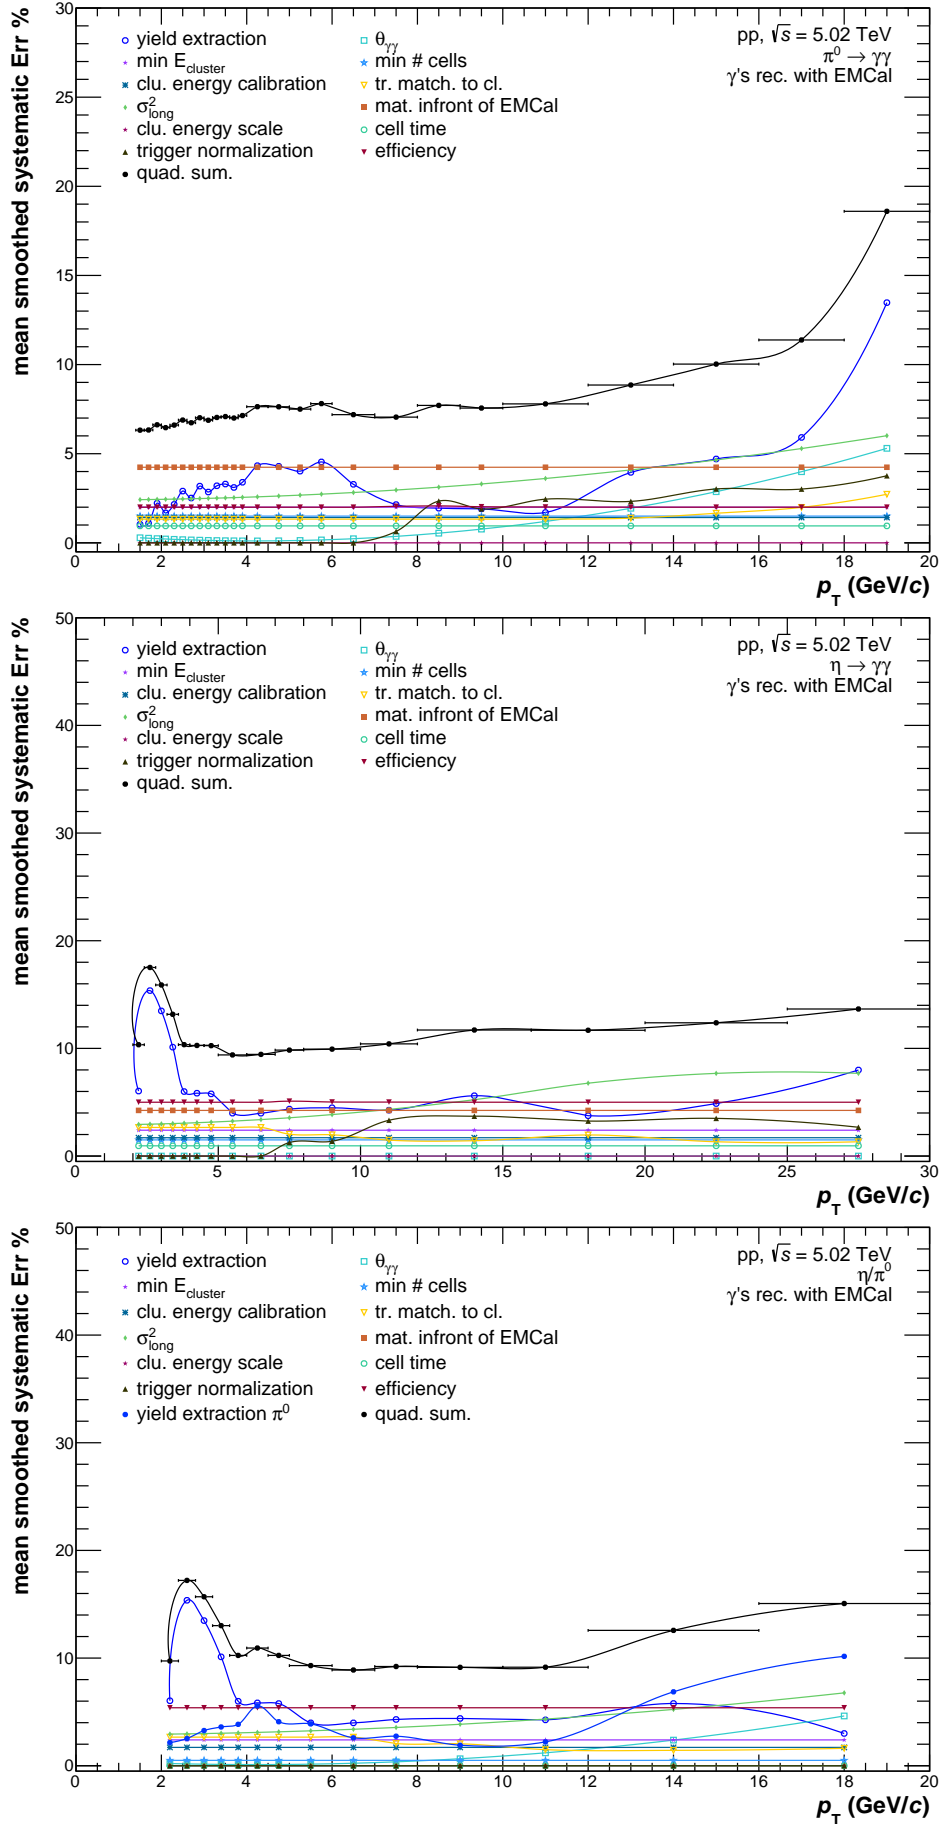 mean smoothed systematic Err %
30
25
20
15
10
5
0
yield extraction
min E_cluster
clu. energy calibration
σ²_long
clu. energy scale
trigger normalization
quad. sum.
θ_γγ
min # cells
tr. match. to cl.
mat. infront of EMCal
cell time
efficiency
pp, √s = 5.02 TeV
π⁰ → γγ
γ's rec. with EMCal
0 2 4 6 8 10 12 14 16 18 20
p_T (GeV/c)
mean smoothed systematic Err %
50
40
30
20
10
0
yield extraction
min E_cluster
clu. energy calibration
σ²_long
clu. energy scale
trigger normalization
quad. sum.
θ_γγ
min # cells
tr. match. to cl.
mat. infront of EMCal
cell time
efficiency
pp, √s = 5.02 TeV
η → γγ
γ's rec. with EMCal
0 5 10 15 20 25 30
p_T (GeV/c)
mean smoothed systematic Err %
50
40
30
20
10
0
yield extraction
min E_cluster
clu. energy calibration
σ²_long
clu. energy scale
trigger normalization
yield extraction π⁰
θ_γγ
min # cells
tr. match. to cl.
mat. infront of EMCal
cell time
efficiency
quad. sum.
pp, √s = 5.02 TeV
η/π⁰
γ's rec. with EMCal
0 2 4 6 8 10 12 14 16 18 20
p_T (GeV/c)